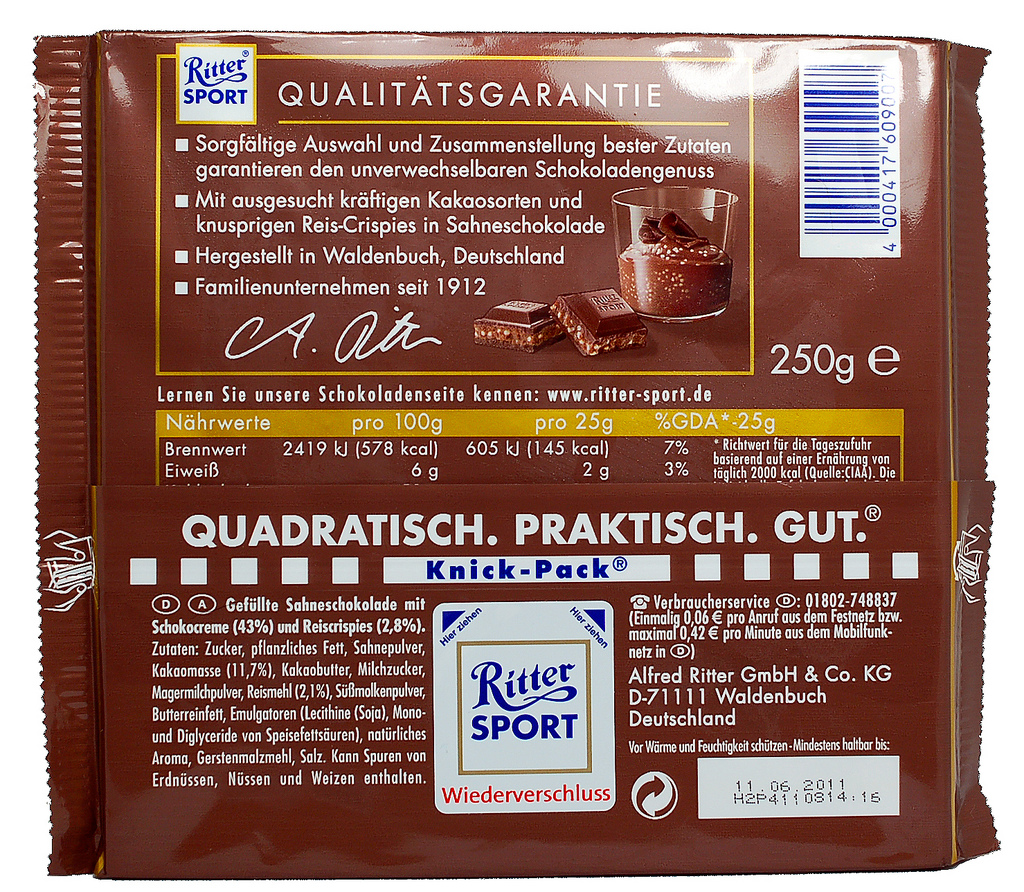 Ritter
SPORT
QUALITÄTSGARANTIE
Sorgfältige Auswahl und Zusammenstellung bester Zutaten
garantieren den unverwechselbaren Schokoladengenuss
Mit ausgesucht kräftigen Kakaosorten und
knusprigen Reis-Crispies in Sahneschokolade
Hergestellt in Waldenbuch, Deutschland
Familienunternehmen seit 1912
4 000417 609007
250g e
Lernen Sie unsere Schokoladenseite kennen: www.ritter-sport.de
Nährwerte pro 100g pro 25g %GDA*-25g
Brennwert 2419 kJ (578 kcal) 605 kJ (145 kcal) 7%
Eiweiß 6 g 2 g 3%
* Richtwert für die Tageszufuhr
basierend auf einer Ernährung von
täglich 2000 kcal (Quelle:CIAA). Die
QUADRATISCH. PRAKTISCH. GUT.®
Knick-Pack®
D A Gefüllte Sahneschokolade mit
Schokocreme (43%) und Reiscrispies (2,8%).
Zutaten: Zucker, pflanzliches Fett, Sahnepulver,
Kakaomasse (11,7%), Kakaobutter, Milchzucker,
Magermilchpulver, Reismehl (2,1%), Süßmolkenpulver,
Butterreinfett, Emulgatoren (Lecithine (Soja), Mono-
und Diglyceride von Speisefettsäuren), natürliches
Aroma, Gerstenmalzmehl, Salz. Kann Spuren von
Erdnüssen, Nüssen und Weizen enthalten.
Hier ziehen
Hier ziehen
Ritter
SPORT
Wiederverschluss
Verbraucherservice D: 01802-748837
(Einmalig 0,06 € pro Anruf aus dem Festnetz bzw.
maximal 0,42 € pro Minute aus dem Mobilfunk-
netz in D)
Alfred Ritter GmbH & Co. KG
D-71111 Waldenbuch
Deutschland
Vor Wärme und Feuchtigkeit schützen-Mindestens haltbar bis:
11.06.2011
H2P4110814:16